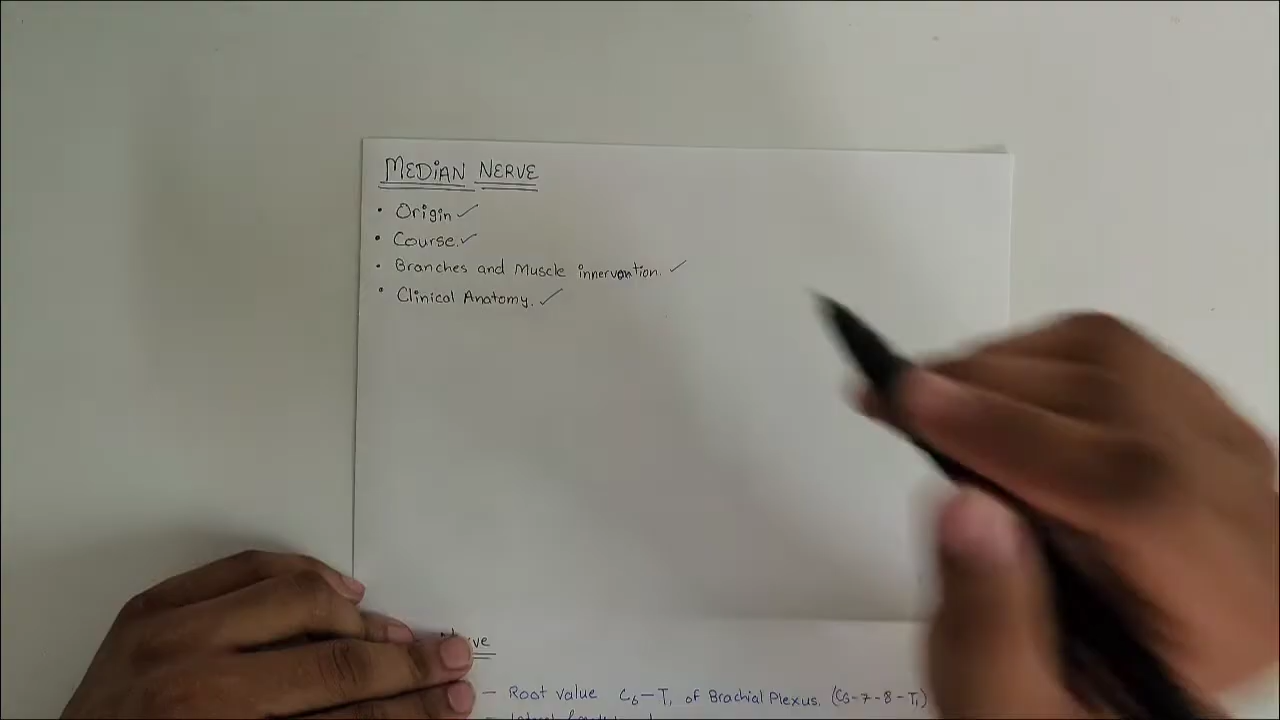 MEDIAN NERVE
• Origin ✓
• Course. ✓
• Branches and Muscle innervation. ✓
• Clinical Anatomy. ✓
— Root value C6 — T1 of Brachial Plexus. (C6-7-8-T1)